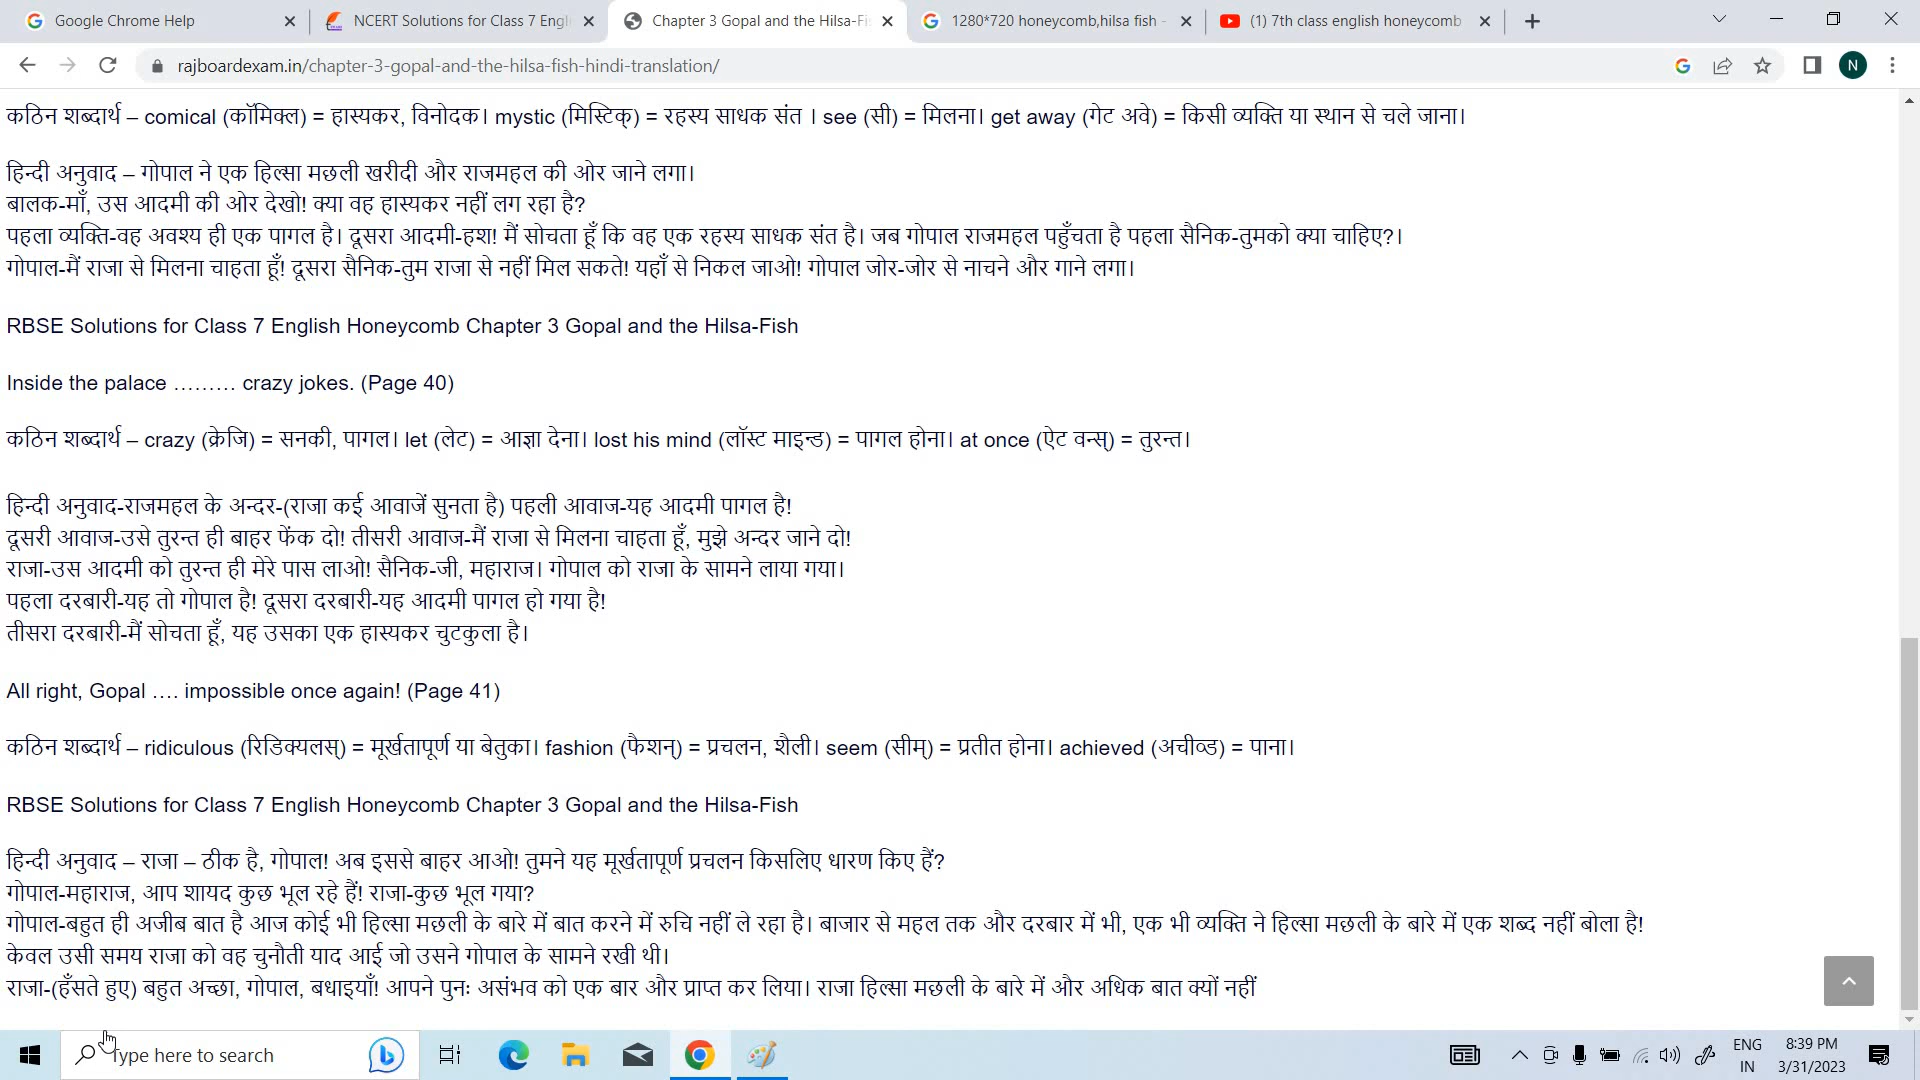 Google Chrome Help
NCERT Solutions for Class 7 Engl
Chapter 3 Gopal and the Hilsa-Fi
1280*720 honeycomb,hilsa fish -
(1) 7th class english honeycomb
rajboardexam.in/chapter-3-gopal-and-the-hilsa-fish-hindi-translation/
N
कठिन शब्दार्थ – comical (कॉमिक्ल) = हास्यकर, विनोदक। mystic (मिस्टिक्) = रहस्य साधक संत । see (सी) = मिलना। get away (गेट अवे) = किसी व्यक्ति या स्थान से चले जाना।
हिन्दी अनुवाद – गोपाल ने एक हिल्सा मछली खरीदी और राजमहल की ओर जाने लगा।
बालक-माँ, उस आदमी की ओर देखो! क्या वह हास्यकर नहीं लग रहा है?
पहला व्यक्ति-वह अवश्य ही एक पागल है। दूसरा आदमी-हश! मैं सोचता हूँ कि वह एक रहस्य साधक संत है। जब गोपाल राजमहल पहुँचता है पहला सैनिक-तुमको क्या चाहिए?।
गोपाल-मैं राजा से मिलना चाहता हूँ! दूसरा सैनिक-तुम राजा से नहीं मिल सकते! यहाँ से निकल जाओ! गोपाल जोर-जोर से नाचने और गाने लगा।
RBSE Solutions for Class 7 English Honeycomb Chapter 3 Gopal and the Hilsa-Fish
Inside the palace ……… crazy jokes. (Page 40)
कठिन शब्दार्थ – crazy (क्रेजि) = सनकी, पागल। let (लेट) = आज्ञा देना। lost his mind (लॉस्ट माइन्ड) = पागल होना। at once (ऐट वन्स्) = तुरन्त।
हिन्दी अनुवाद-राजमहल के अन्दर-(राजा कई आवाजें सुनता है) पहली आवाज-यह आदमी पागल है!
दूसरी आवाज-उसे तुरन्त ही बाहर फेंक दो! तीसरी आवाज-मैं राजा से मिलना चाहता हूँ, मुझे अन्दर जाने दो!
राजा-उस आदमी को तुरन्त ही मेरे पास लाओ! सैनिक-जी, महाराज। गोपाल को राजा के सामने लाया गया।
पहला दरबारी-यह तो गोपाल है! दूसरा दरबारी-यह आदमी पागल हो गया है!
तीसरा दरबारी-मैं सोचता हूँ, यह उसका एक हास्यकर चुटकुला है।
All right, Gopal …. impossible once again! (Page 41)
कठिन शब्दार्थ – ridiculous (रिडिक्यलस्) = मूर्खतापूर्ण या बेतुका। fashion (फैशन्) = प्रचलन, शैली। seem (सीम्) = प्रतीत होना। achieved (अचीव्ड) = पाना।
RBSE Solutions for Class 7 English Honeycomb Chapter 3 Gopal and the Hilsa-Fish
हिन्दी अनुवाद – राजा – ठीक है, गोपाल! अब इससे बाहर आओ! तुमने यह मूर्खतापूर्ण प्रचलन किसलिए धारण किए हैं?
गोपाल-महाराज, आप शायद कुछ भूल रहे हैं! राजा-कुछ भूल गया?
गोपाल-बहुत ही अजीब बात है आज कोई भी हिल्सा मछली के बारे में बात करने में रुचि नहीं ले रहा है। बाजार से महल तक और दरबार में भी, एक भी व्यक्ति ने हिल्सा मछली के बारे में एक शब्द नहीं बोला है!
केवल उसी समय राजा को वह चुनौती याद आई जो उसने गोपाल के सामने रखी थी।
राजा-(हँसते हुए) बहुत अच्छा, गोपाल, बधाइयाँ! आपने पुनः असंभव को एक बार और प्राप्त कर लिया। राजा हिल्सा मछली के बारे में और अधिक बात क्यों नहीं
Type here to search
ENG
IN
8:39 PM
3/31/2023